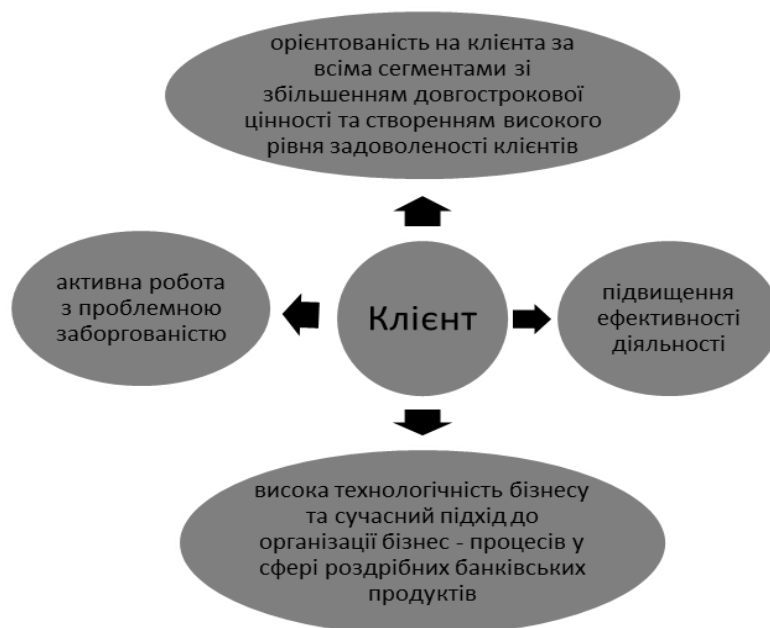 орієнтованість на клієнта за
всіма сегментами зі
збільшенням довгострокової
цінності та створенням високого
рівня задоволеності клієнтів
активна робота
з проблемною
заборгованістю
Клієнт
підвищення
ефективності
діяльності
висока технологічність бізнесу
та сучасний підхід до
організації бізнес - процесів у
сфері роздрібних банківських
продуктів